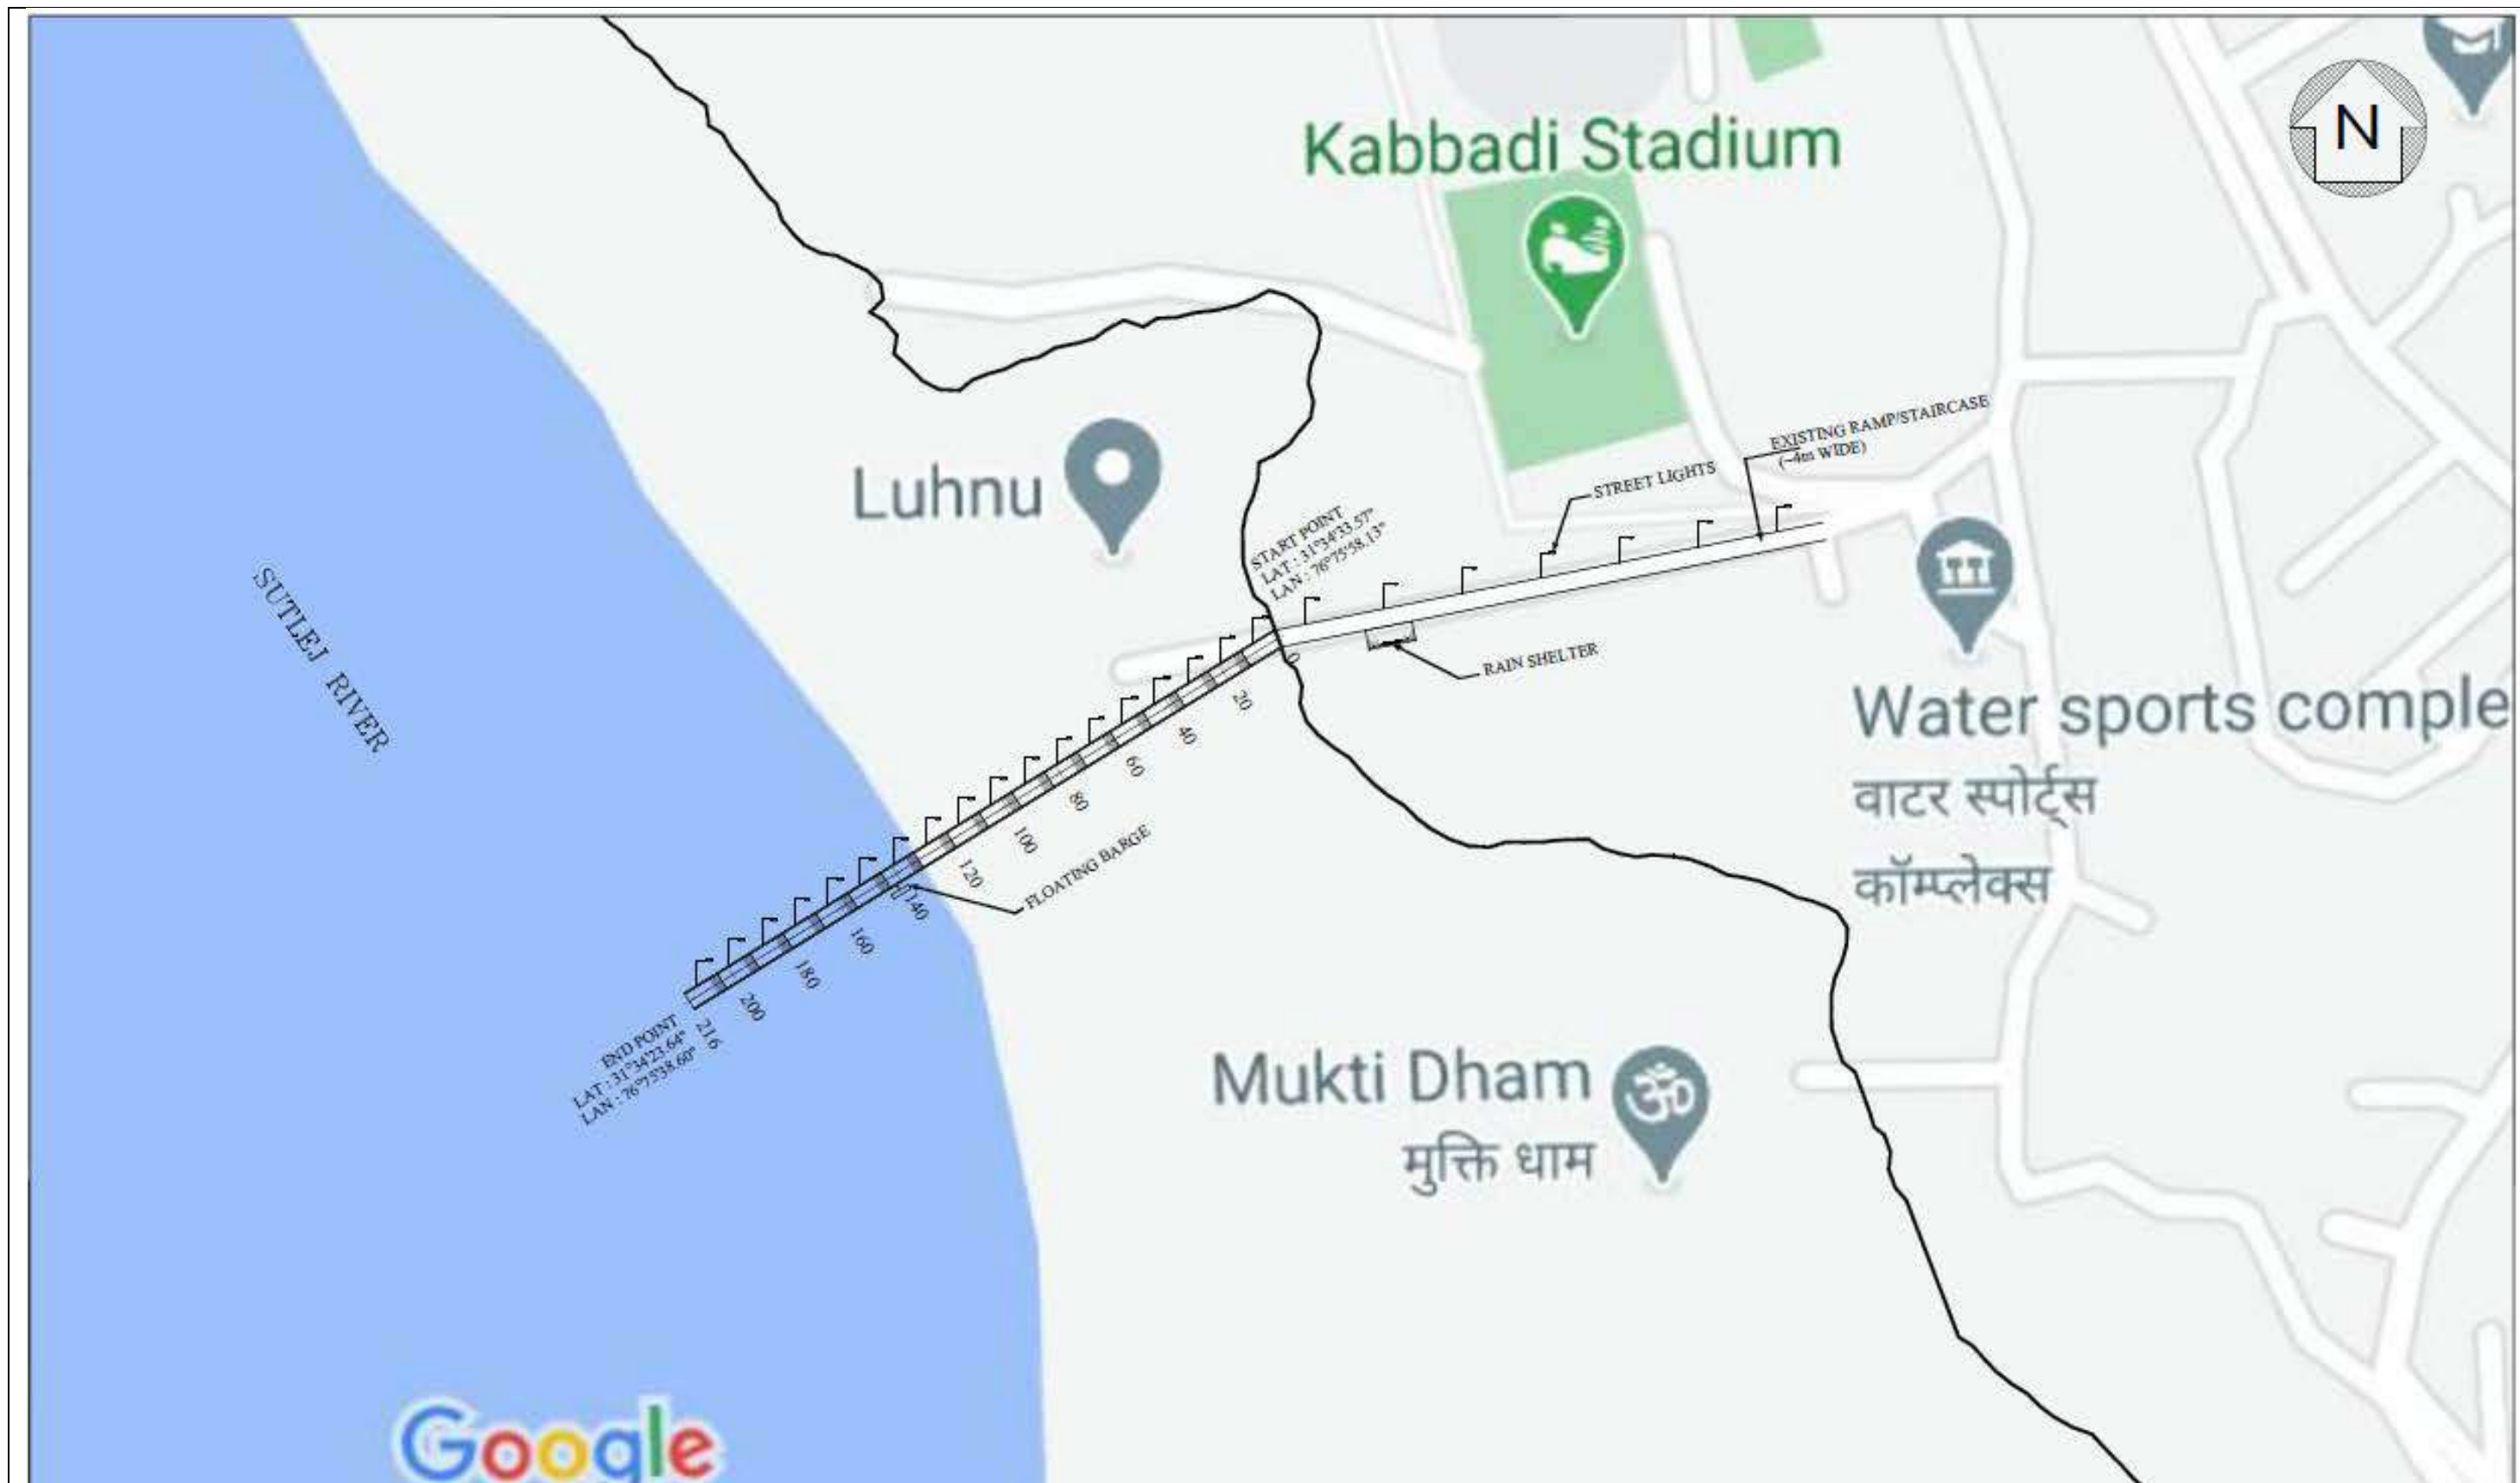 N
Kabbadi Stadium
EXISTING RAMP/STAIRCASE
(~4m WIDE)
STREET LIGHTS
Luhnu
START POINT
LAT : 31°34'33.57"
LAN : 76°75'58.13"
SUTLEJ RIVER
RAIN SHELTER
0
20
40
60
80
100
120
140
160
180
200
216
FLOATING BARGE
Water sports comple
वाटर स्पोर्ट्स
कॉम्प्लेक्स
END POINT
LAT : 31°34'23.64"
LAN : 76°75'38.60"
Mukti Dham
मुक्ति धाम
ॐ
Google